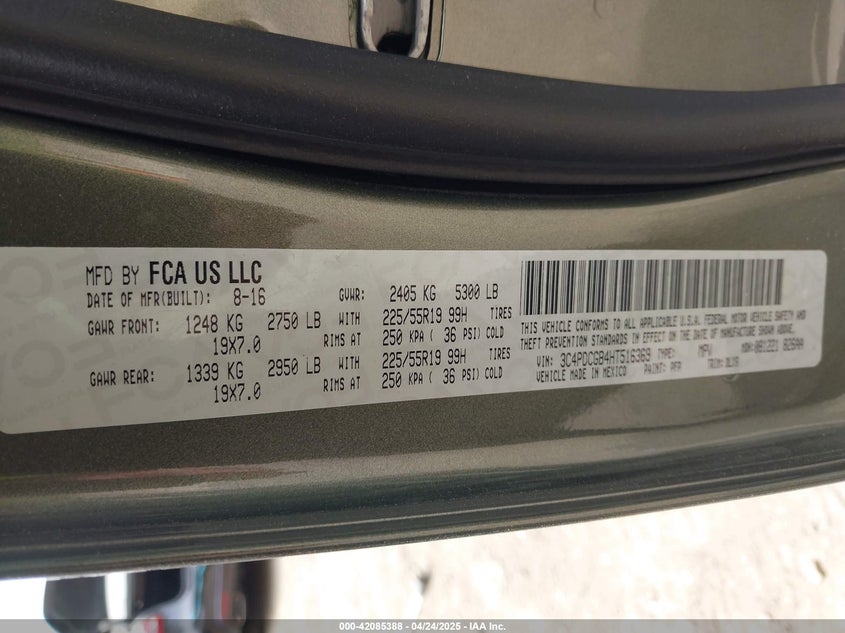 MFD BY FCA US LLC
DATE OF MFR(BUILT): 8-16 GVWR: 2405 KG 5300 LB
GAWR FRONT: 1248 KG 2750 LB WITH 225/55R19 99H TIRES
19X7.0 RIMS AT 250 KPA ( 36 PSI) COLD
GAWR REAR: 1339 KG 2950 LB WITH 225/55R19 99H TIRES
19X7.0 RIMS AT 250 KPA ( 36 PSI) COLD
THIS VEHICLE CONFORMS TO ALL APPLICABLE U.S.A. FEDERAL MOTOR VEHICLE SAFETY AND
THEFT PREVENTION STANDARDS IN EFFECT ON THE DATE OF MANUFACTURE SHOWN ABOVE.
VIN: 3C4PDCGB4HT516369 TYPE: MPV MDH:
VEHICLE MADE IN MEXICO PAINT: PFP TRIM:
000-42085388 - 04/24/2025 - IAA Inc.